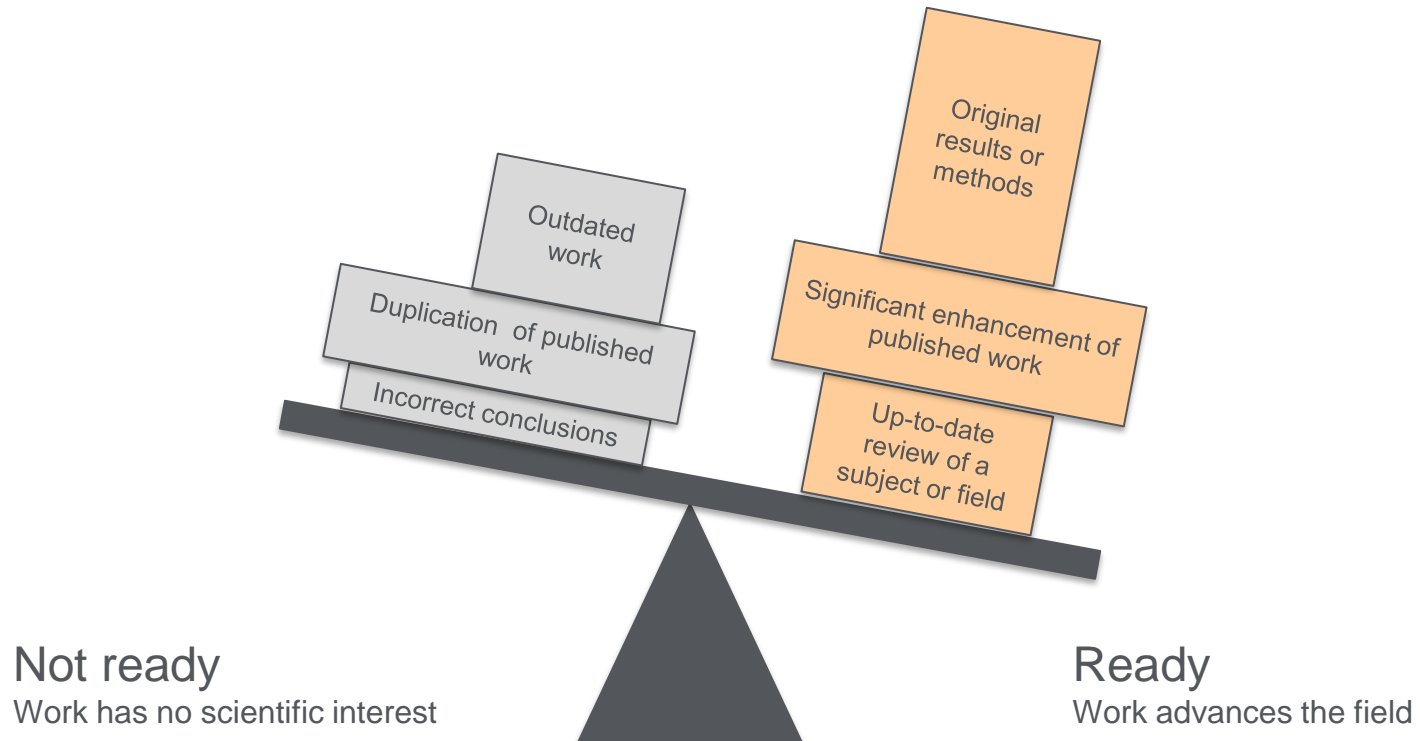 Original
results or
methods
Outdated
work
Significant enhancement of
published work
Duplication of published
work
Incorrect conclusions
Up-to-date
review of a
subject or field
Not ready
Work has no scientific interest
Ready
Work advances the field